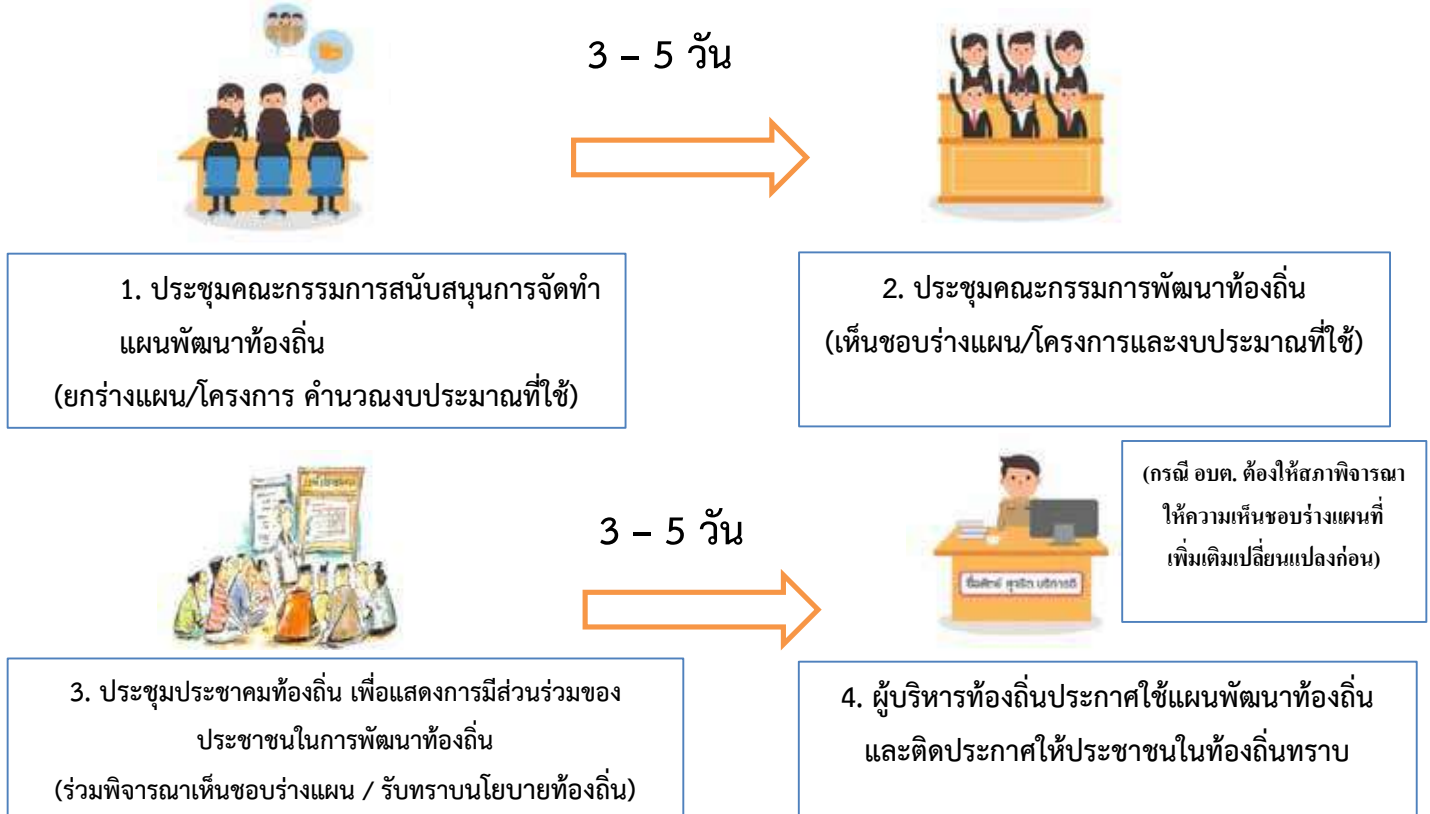 3 – 5 วัน
1. ประชุมคณะกรรมการสนับสนุนการจัดทำ
แผนพัฒนาท้องถิ่น
(ยกร่างแผน/โครงการ คำนวณงบประมาณที่ใช้)
2. ประชุมคณะกรรมการพัฒนาท้องถิ่น
(เห็นชอบร่างแผน/โครงการและงบประมาณที่ใช้)
3 – 5 วัน
ซื่อสัตย์ สุจริต บริการดี
(กรณี อบต. ต้องให้สภาพิจารณา
ให้ความเห็นชอบร่างแผนที่
เพิ่มเติมเปลี่ยนแปลงก่อน)
3. ประชุมประชาคมท้องถิ่น เพื่อแสดงการมีส่วนร่วมของ
ประชาชนในการพัฒนาท้องถิ่น
(ร่วมพิจารณาเห็นชอบร่างแผน / รับทราบนโยบายท้องถิ่น)
4. ผู้บริหารท้องถิ่นประกาศใช้แผนพัฒนาท้องถิ่น
และติดประกาศให้ประชาชนในท้องถิ่นทราบ